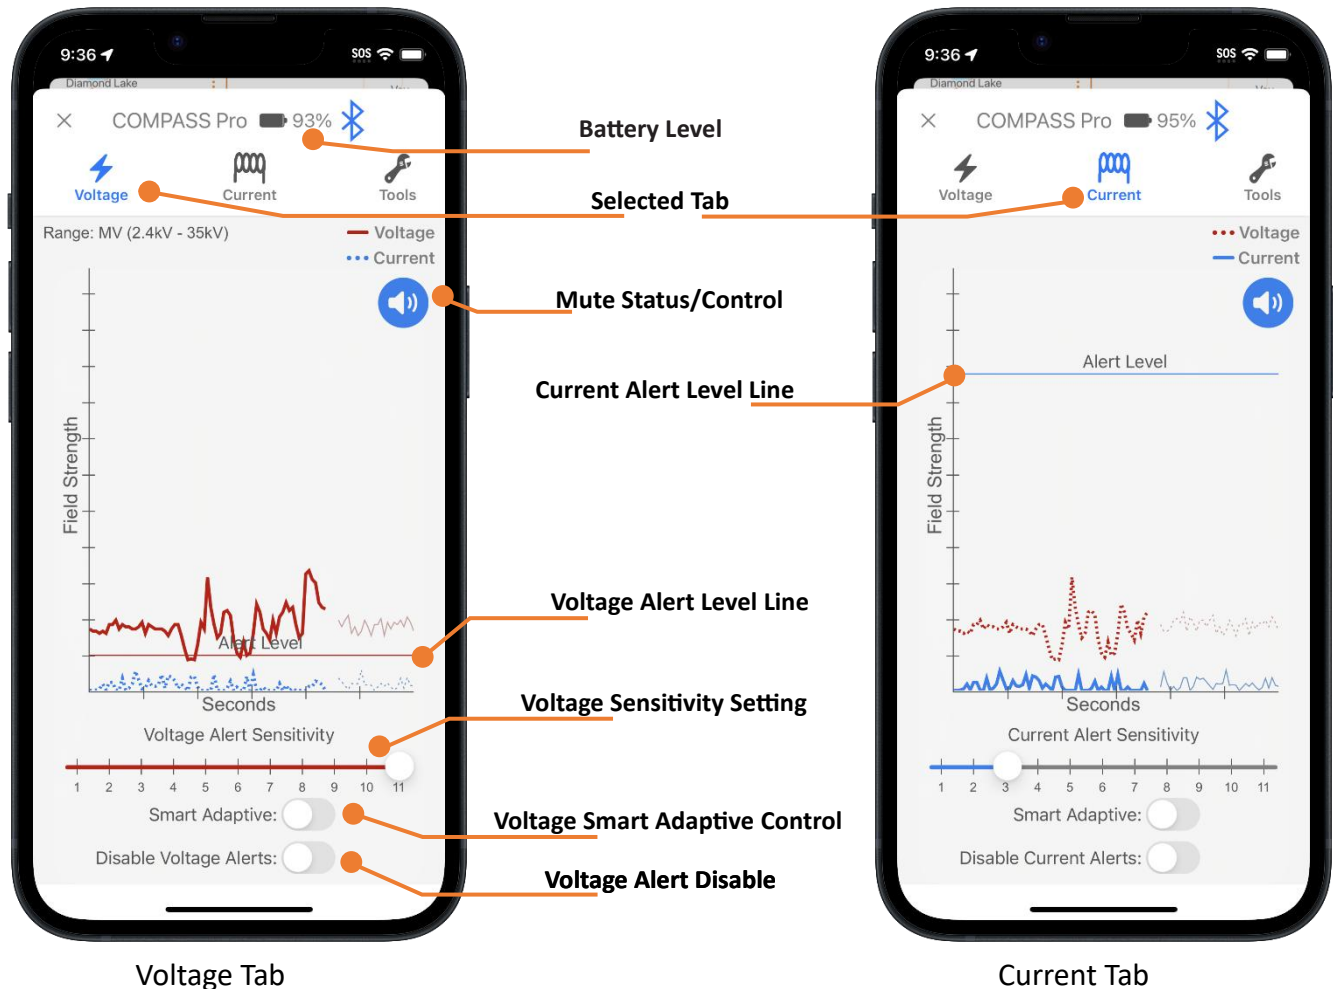 9:36
SOS
Diamond Lake
COMPASS Pro 93%
Voltage
Current
Tools
Range: MV (2.4kV - 35kV)
Voltage
Current
Field Strength
Alert Level
Seconds
Voltage Alert Sensitivity
1 2 3 4 5 6 7 8 9 10 11
Smart Adaptive:
Disable Voltage Alerts:
Voltage Tab
Battery Level
Selected Tab
Mute Status/Control
Current Alert Level Line
Voltage Alert Level Line
Voltage Sensitivity Setting
Voltage Smart Adaptive Control
Voltage Alert Disable
9:36
SOS
Diamond Lake
COMPASS Pro 95%
Voltage
Current
Tools
Voltage
Current
Alert Level
Field Strength
Seconds
Current Alert Sensitivity
1 2 3 4 5 6 7 8 9 10 11
Smart Adaptive:
Disable Current Alerts:
Current Tab